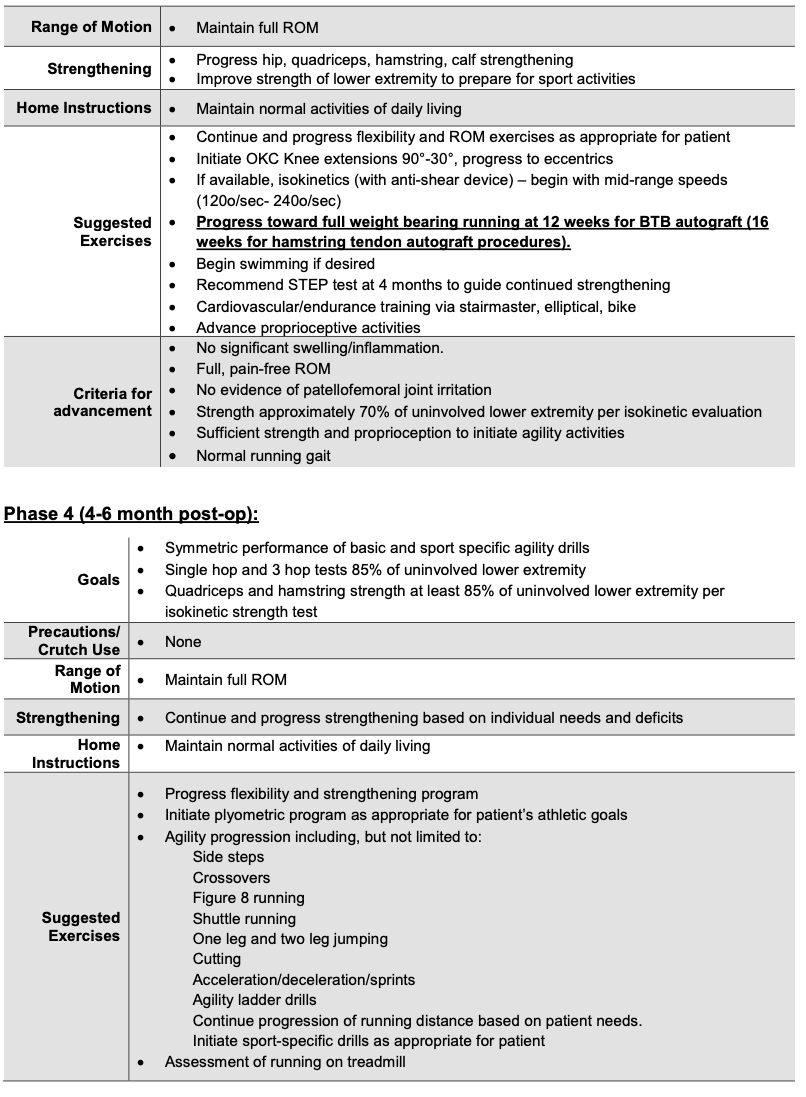 Range of Motion
• Maintain full ROM
Strengthening
• Progress hip, quadriceps, hamstring, calf strengthening
• Improve strength of lower extremity to prepare for sport activities
Home Instructions
• Maintain normal activities of daily living
Suggested
Exercises
• Continue and progress flexibility and ROM exercises as appropriate for patient
• Initiate OKC Knee extensions 90°-30°, progress to eccentrics
• If available, isokinetics (with anti-shear device) – begin with mid-range speeds
(120o/sec- 240o/sec)
• Progress toward full weight bearing running at 12 weeks for BTB autograft (16
weeks for hamstring tendon autograft procedures).
• Begin swimming if desired
• Recommend STEP test at 4 months to guide continued strengthening
• Cardiovascular/endurance training via stairmaster, elliptical, bike
• Advance proprioceptive activities
Criteria for
advancement
• No significant swelling/inflammation.
• Full, pain-free ROM
• No evidence of patellofemoral joint irritation
• Strength approximately 70% of uninvolved lower extremity per isokinetic evaluation
• Sufficient strength and proprioception to initiate agility activities
• Normal running gait
Phase 4 (4-6 month post-op):
Goals
• Symmetric performance of basic and sport specific agility drills
• Single hop and 3 hop tests 85% of uninvolved lower extremity
• Quadriceps and hamstring strength at least 85% of uninvolved lower extremity per
isokinetic strength test
Precautions/
Crutch Use
• None
Range of
Motion
• Maintain full ROM
Strengthening
• Continue and progress strengthening based on individual needs and deficits
Home
Instructions
• Maintain normal activities of daily living
Suggested
Exercises
• Progress flexibility and strengthening program
• Initiate plyometric program as appropriate for patient's athletic goals
• Agility progression including, but not limited to:
Side steps
Crossovers
Figure 8 running
Shuttle running
One leg and two leg jumping
Cutting
Acceleration/deceleration/sprints
Agility ladder drills
Continue progression of running distance based on patient needs.
Initiate sport-specific drills as appropriate for patient
• Assessment of running on treadmill